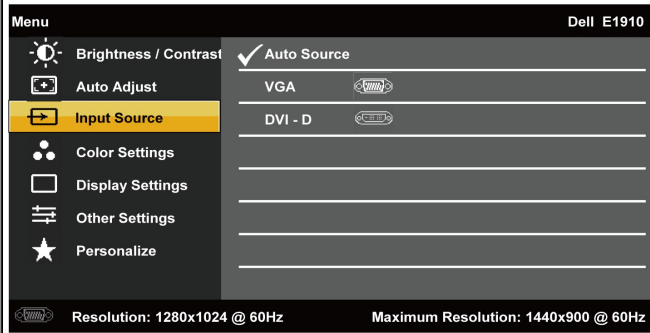 Menu Dell E1910
Brightness / Contrast Auto Source
Auto Adjust VGA
Input Source DVI - D
Color Settings
Display Settings
Other Settings
Personalize
Resolution: 1280x1024 @ 60Hz Maximum Resolution: 1440x900 @ 60Hz